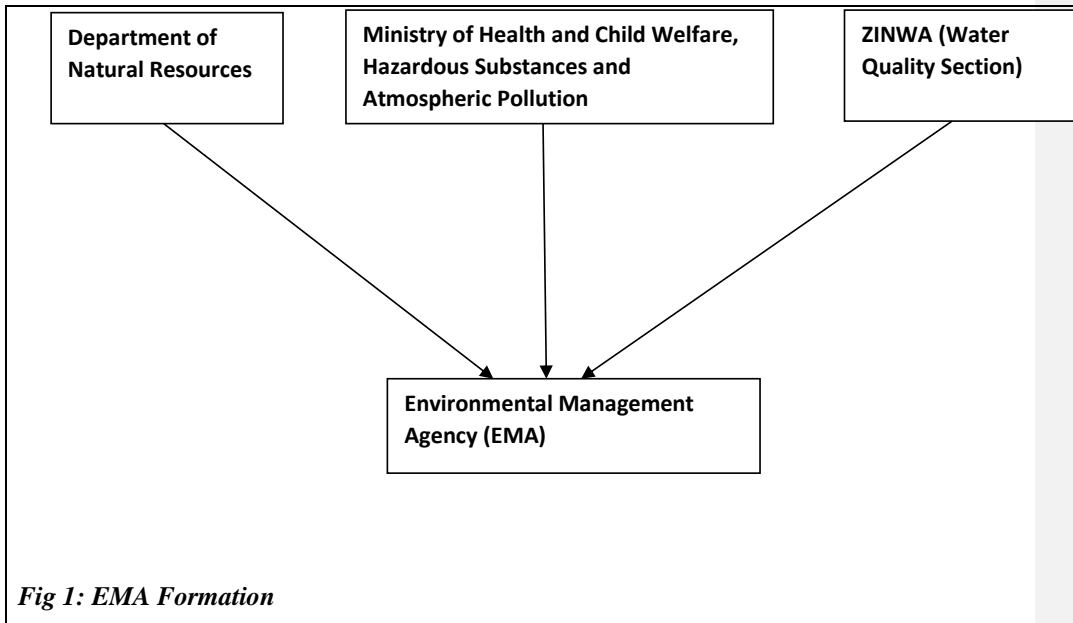 Department of
Natural Resources
Ministry of Health and Child Welfare,
Hazardous Substances and
Atmospheric Pollution
ZINWA (Water
Quality Section)
Environmental Management
Agency (EMA)
Fig 1: EMA Formation